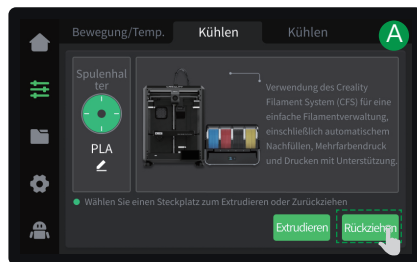 Bewegung/Temp. Kühlen Kühlen A
Spulenhal
ter
PLA
Verwendung des Creality
Filament System (CFS) für eine
einfache Filamentverwaltung,
einschließlich automatischem
Nachfüllen, Mehrfarbendruck
und Drucken mit Unterstützung.
Wählen Sie einen Steckplatz zum Extrudieren oder Zurückziehen
Extrudieren Rückziehen